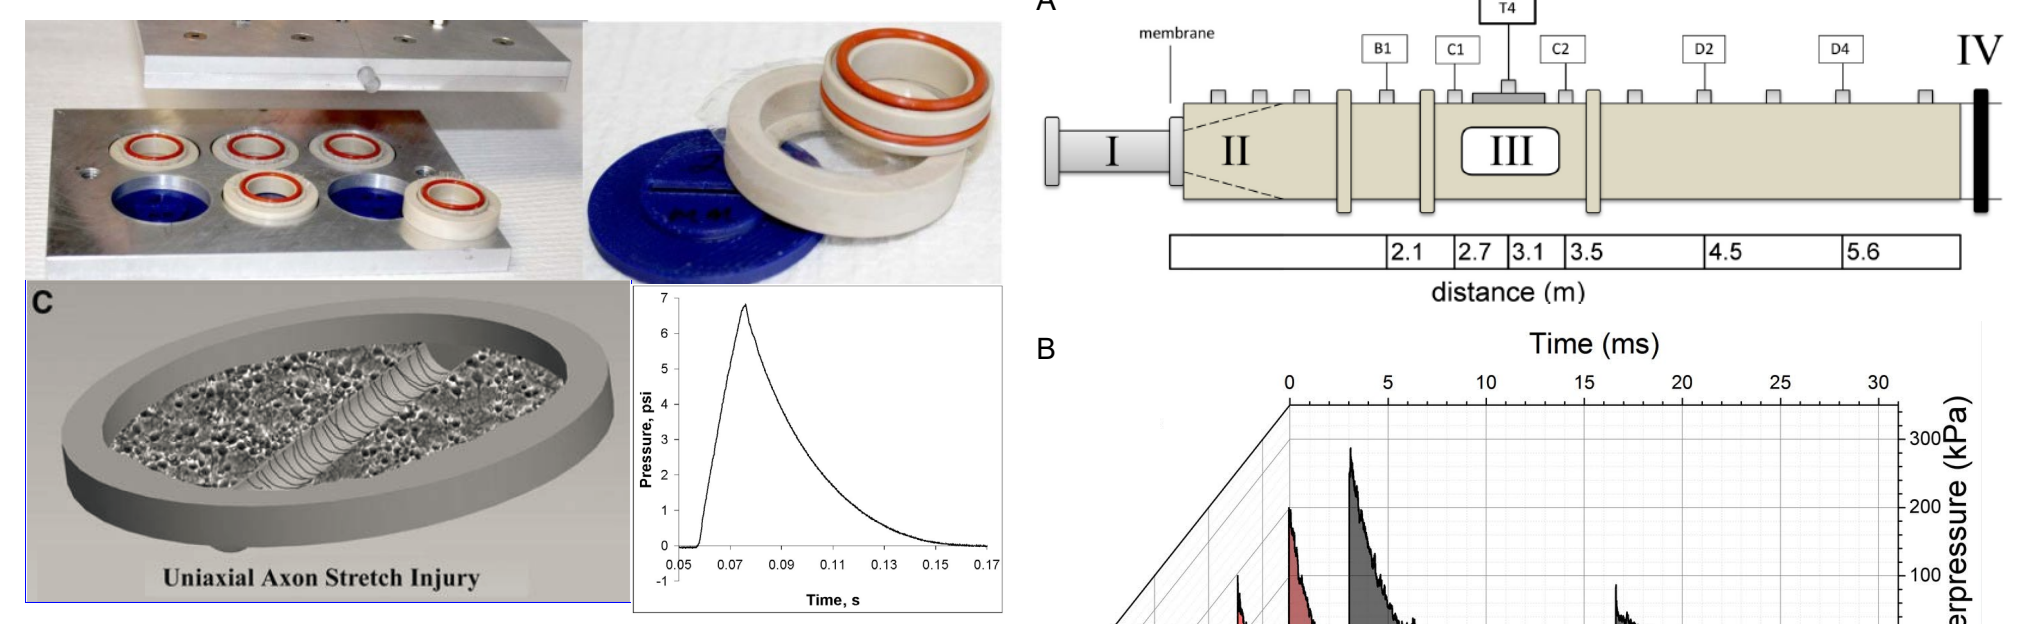 C
Uniaxial Axon Stretch Injury
Pressure, psi
7
6
5
4
3
2
1
0
-1
0.05 0.07 0.09 0.11 0.13 0.15 0.17
Time, s
A
T4
membrane
B1 C1 C2 D2 D4
I II III IV
2.1 2.7 3.1 3.5 4.5 5.6
distance (m)
B
Time (ms)
0 5 10 15 20 25 30
300
200
100
erpressure (kPa)